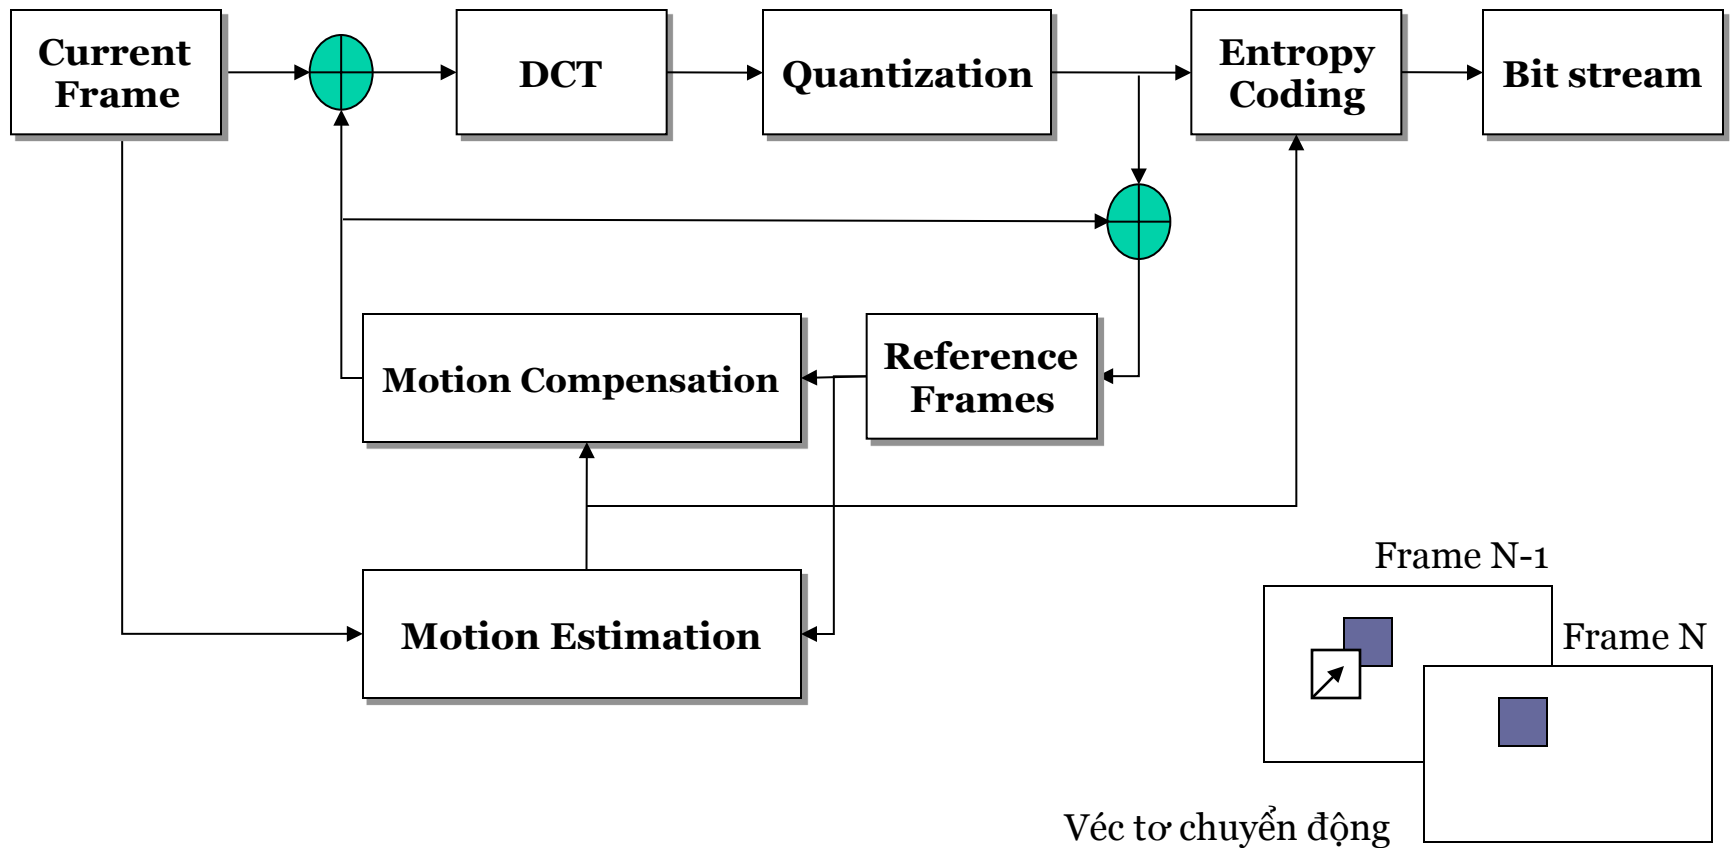 Current
Frame
DCT
Quantization
Entropy
Coding
Bit stream
Motion Compensation
Reference
Frames
Motion Estimation
Frame N-1
Frame N
Véc tơ chuyển động